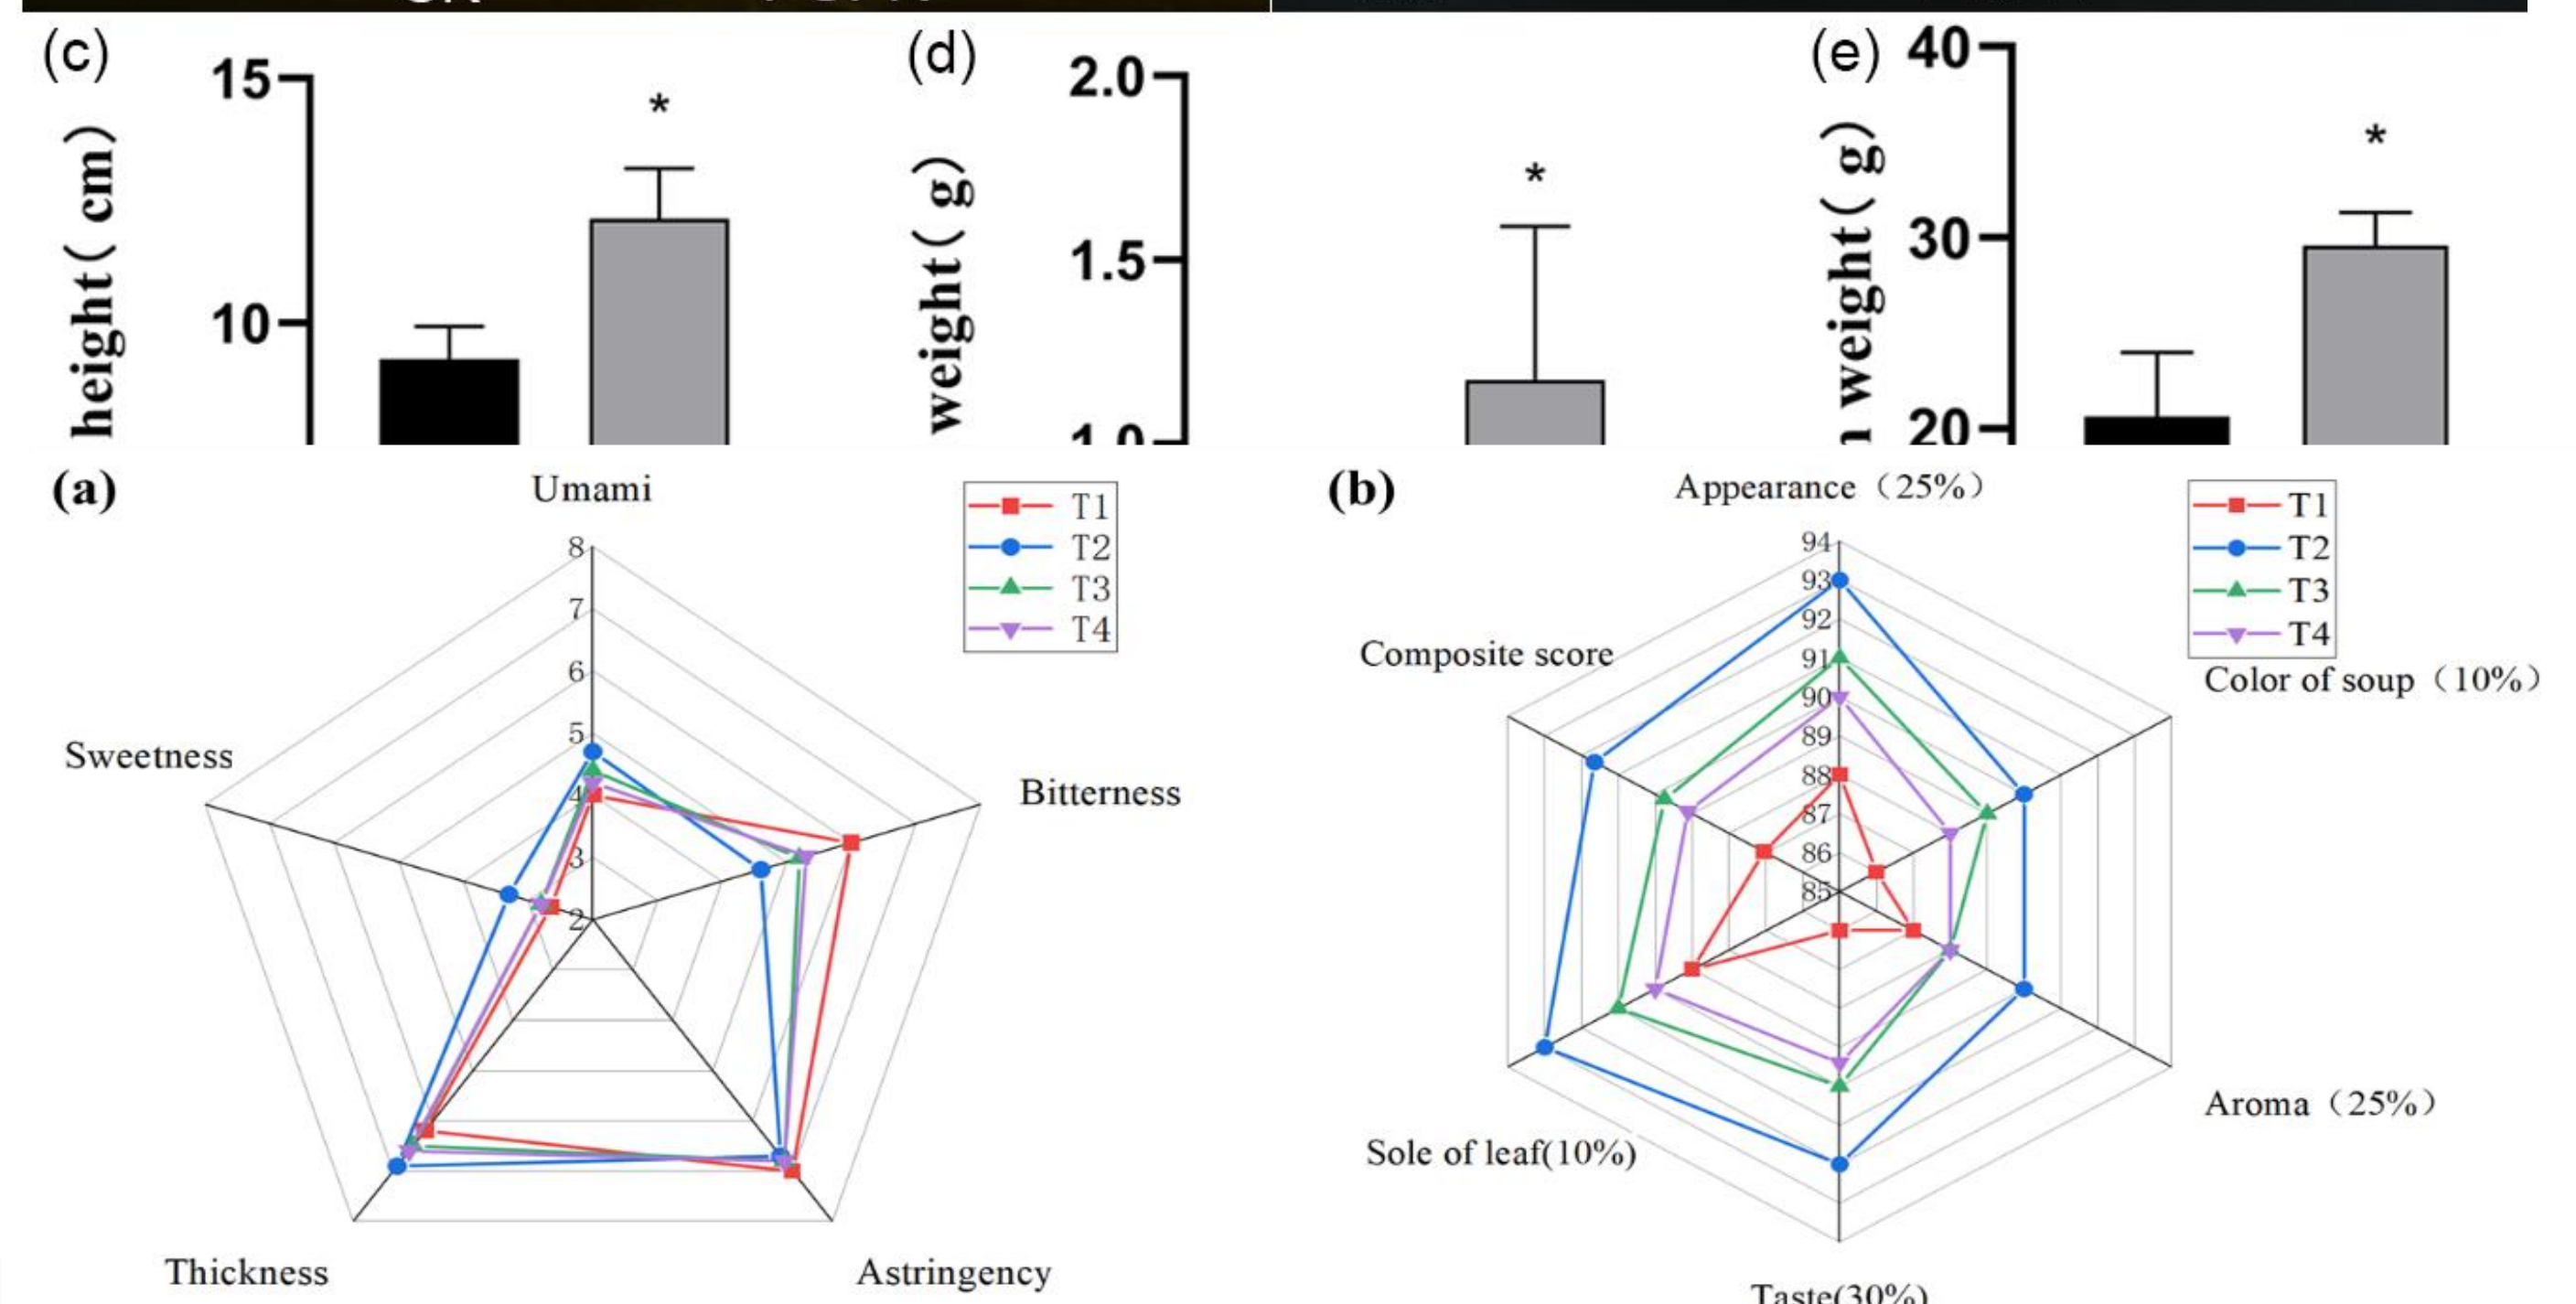 (c)
15
10
height( cm)
*
(d)
2.0
1.5
weight( g)
*
(e)
40
30
20
weight( g)
*
(a)
Umami
Bitterness
Astringency
Thickness
Sweetness
8
7
6
5
4
3
2
T1
T2
T3
T4
(b)
Appearance（25%）
Color of soup（10%）
Aroma（25%）
Taste(30%)
Sole of leaf(10%)
Composite score
94
93
92
91
90
89
88
87
86
85
T1
T2
T3
T4